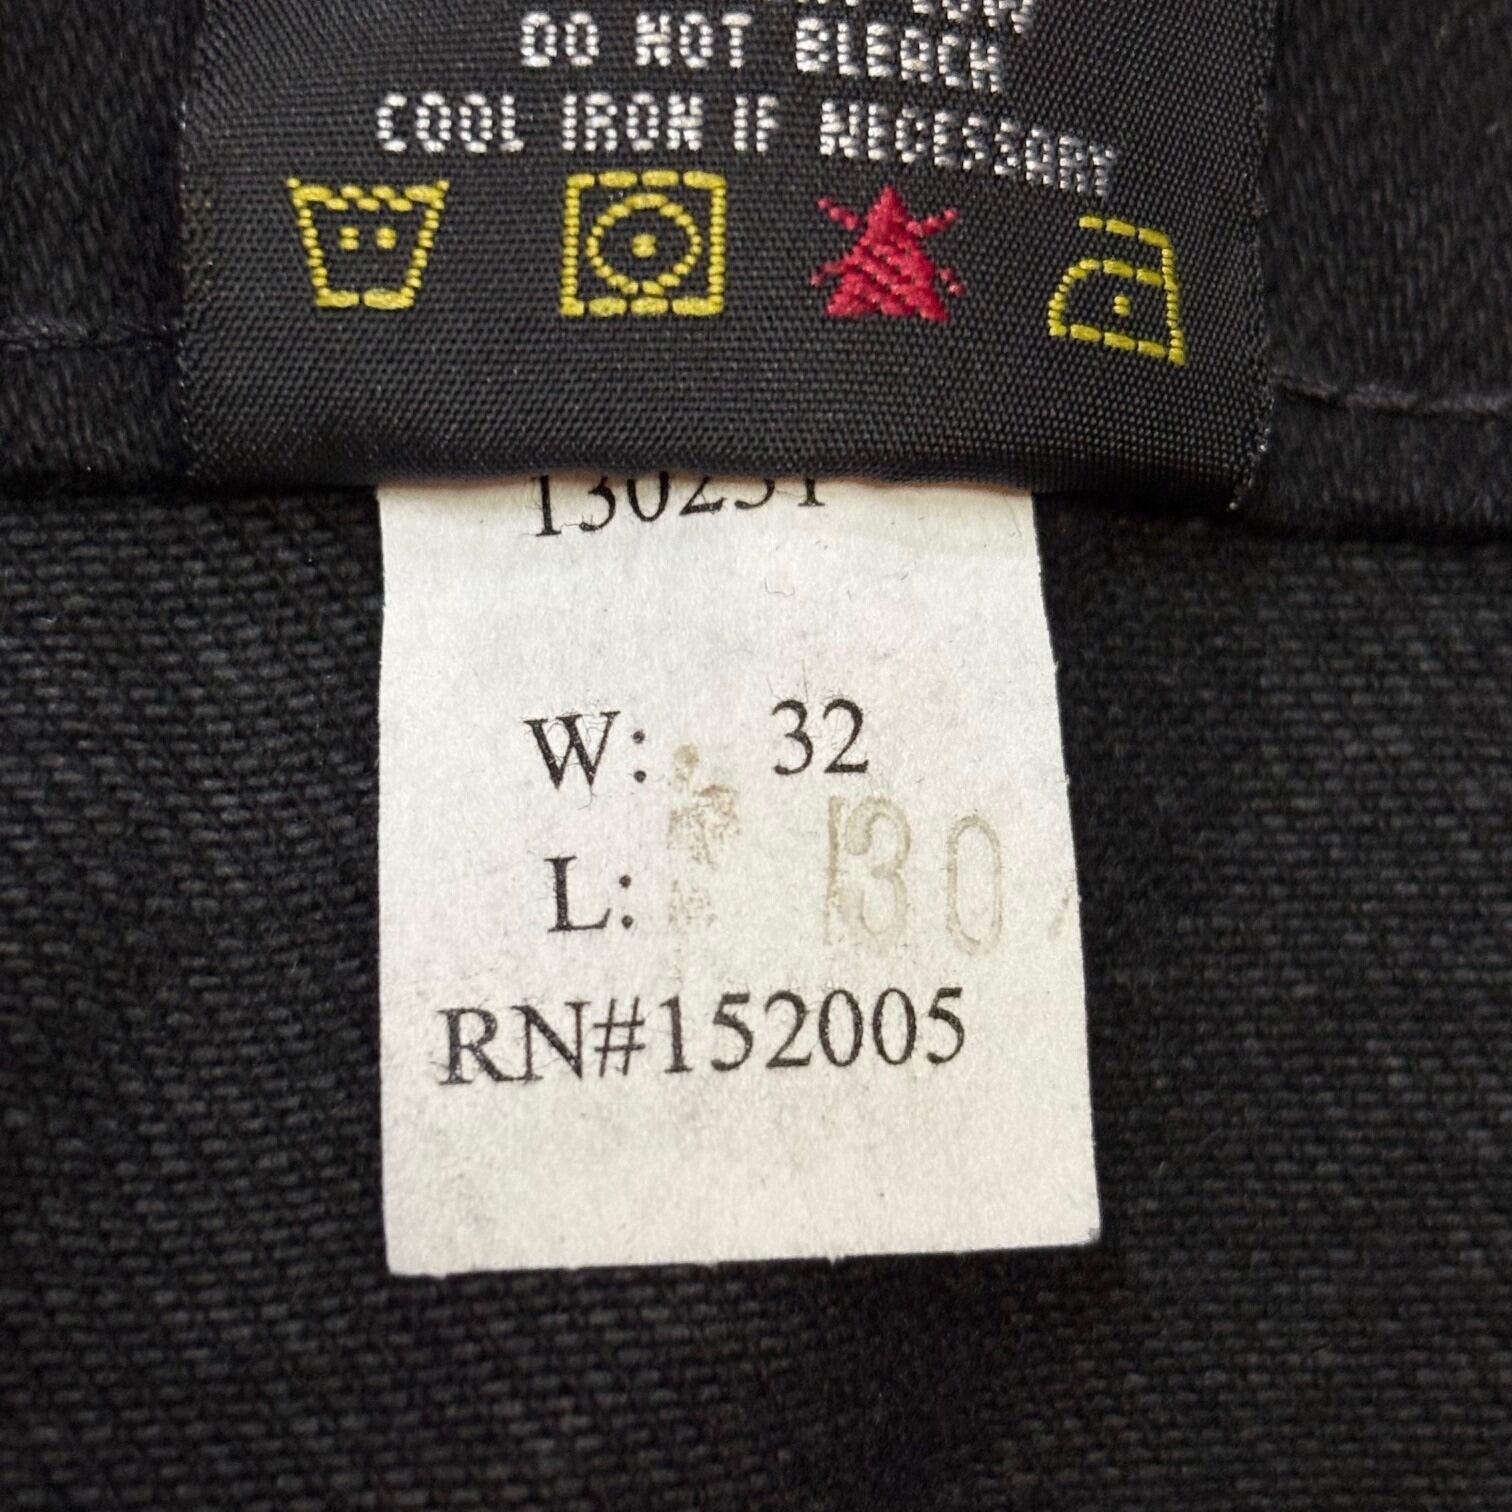 DO NOT BLEACH
COOL IRON IF NECESSARY
W: 32
L: 30
RN#152005